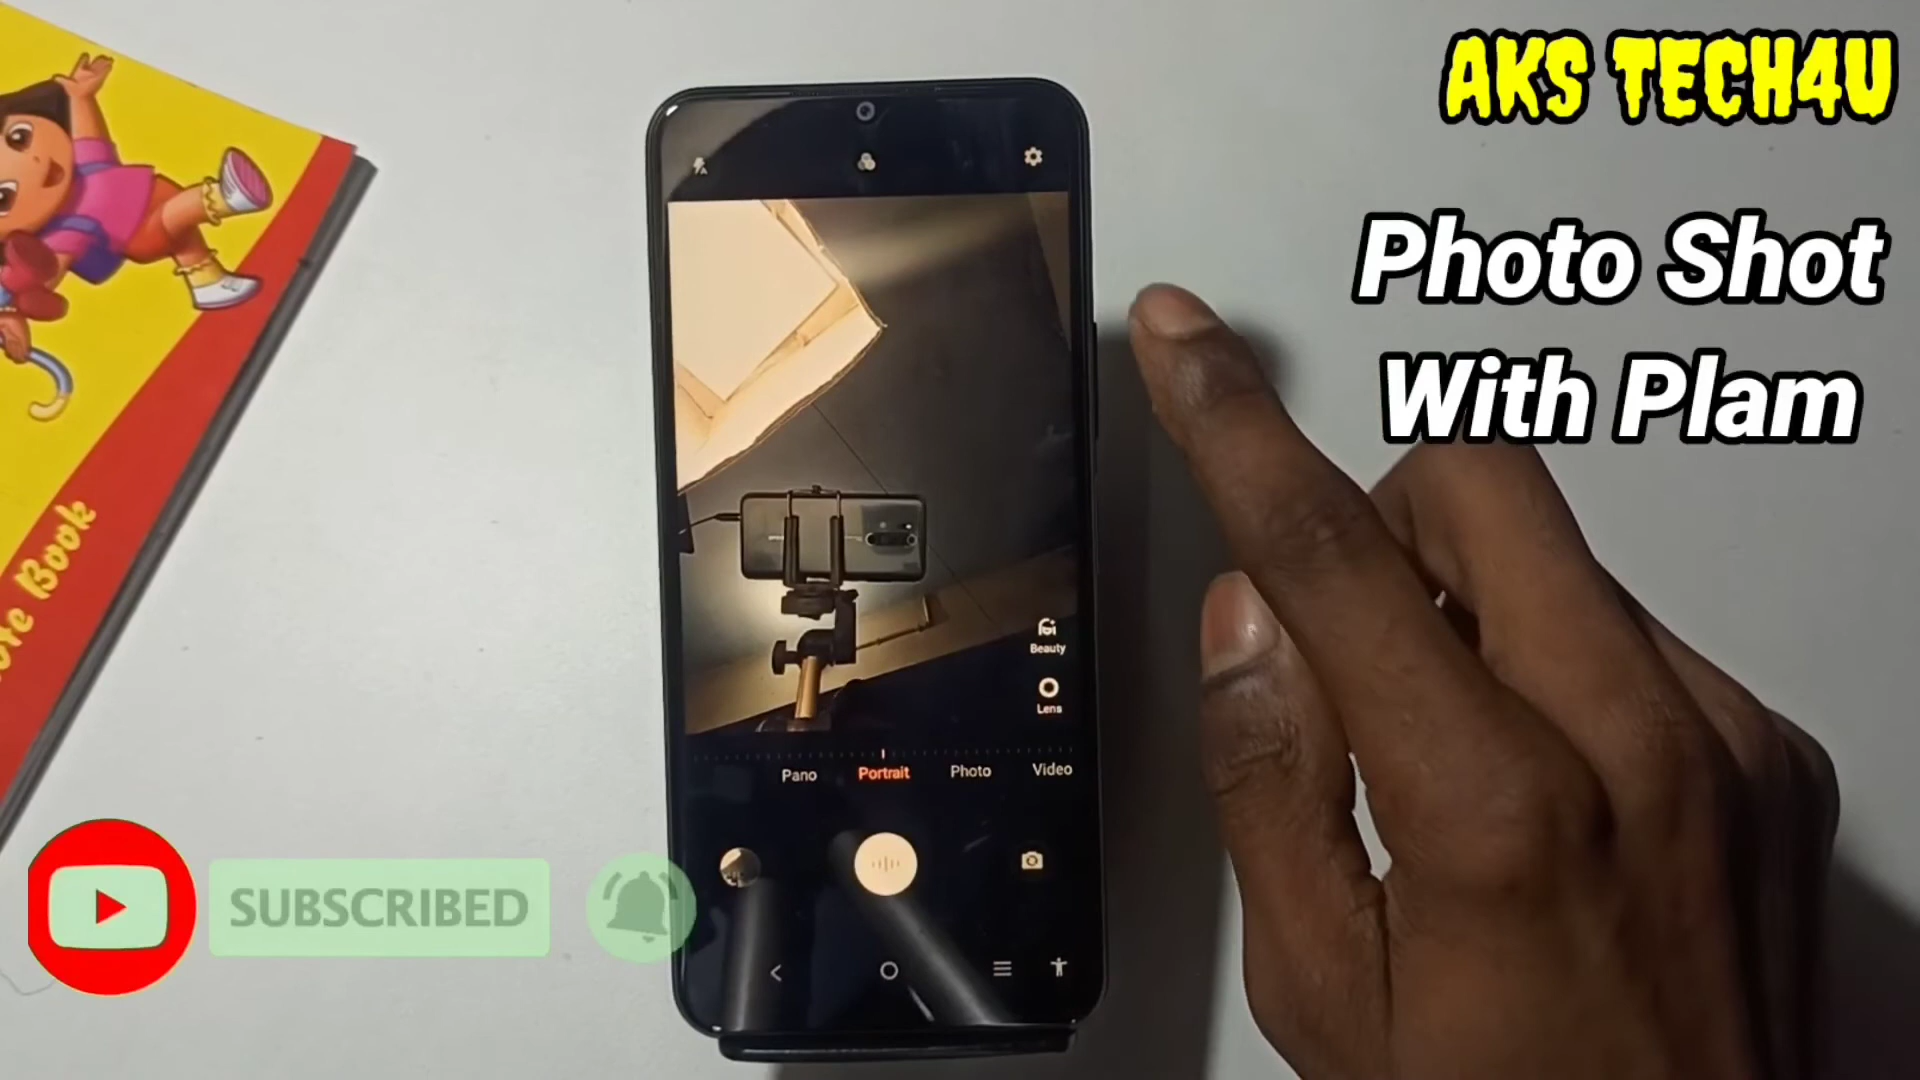 AKS TECH4U
Photo Shot
With Plam
Beauty
Lens
Pano Portrait Photo Video
SUBSCRIBED
Book